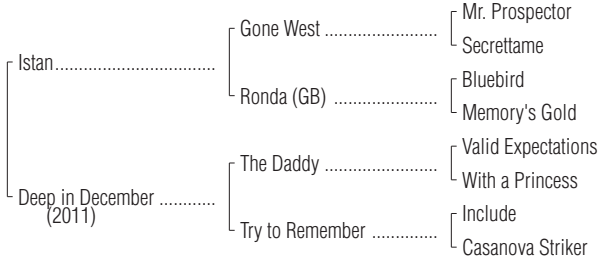 Mr. Prospector
Gone West ....................
Secrettame
Istan.................................
Bluebird
Ronda (GB) ..................
Memory's Gold
Valid Expectations
The Daddy ....................
With a Princess
Deep in December ............
(2011)
Include
Try to Remember ............
Casanova Striker